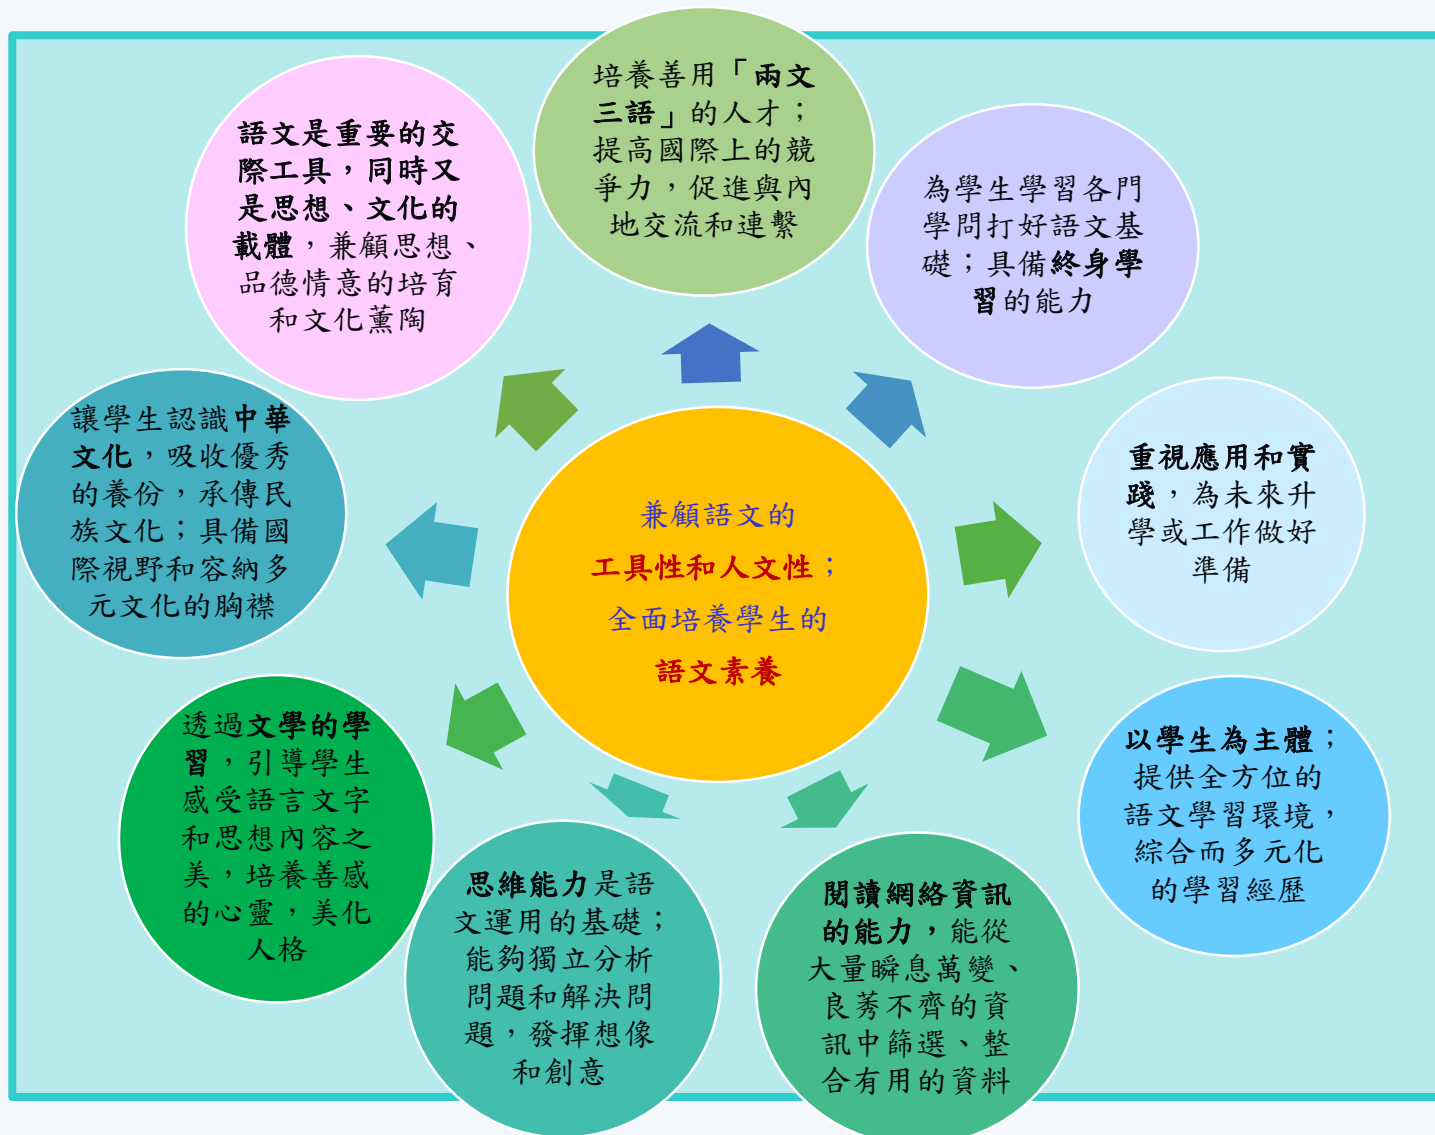 培養善用「兩文
三語」的人才；
提高國際上的競
爭力，促進與內
地交流和連繫
為學生學習各門
學問打好語文基
礎；具備終身學
習的能力
重視應用和實
踐，為未來升
學或工作做好
準備
以學生為主體；
提供全方位的
語文學習環境，
綜合而多元化
的學習經歷
閱讀網絡資訊
的能力，能從
大量瞬息萬變、
良莠不齊的資
訊中篩選、整
合有用的資料
思維能力是語
文運用的基礎；
能夠獨立分析
問題和解決問
題，發揮想像
和創意
透過文學的學
習，引導學生
感受語言文字
和思想內容之
美，培養善感
的心靈，美化
人格
讓學生認識中華
文化，吸收優秀
的養份，承傳民
族文化；具備國
際視野和容納多
元文化的胸襟
語文是重要的交
際工具，同時又
是思想、文化的
載體，兼顧思想、
品德情意的培育
和文化薰陶
兼顧語文的
工具性和人文性；
全面培養學生的
語文素養